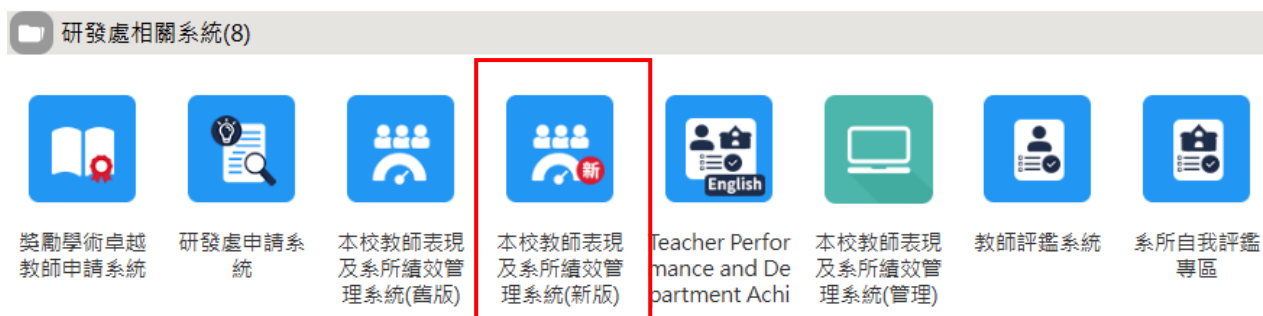 研發處相關系統(8)
新
English
獎勵學術卓越
教師申請系統
研發處申請系
統
本校教師表現
及系所績效管
理系統(舊版)
本校教師表現
及系所績效管
理系統(新版)
Teacher Perfor
mance and De
partment Achi
本校教師表現
及系所績效管
理系統(管理)
教師評鑑系統
系所自我評鑑
專區